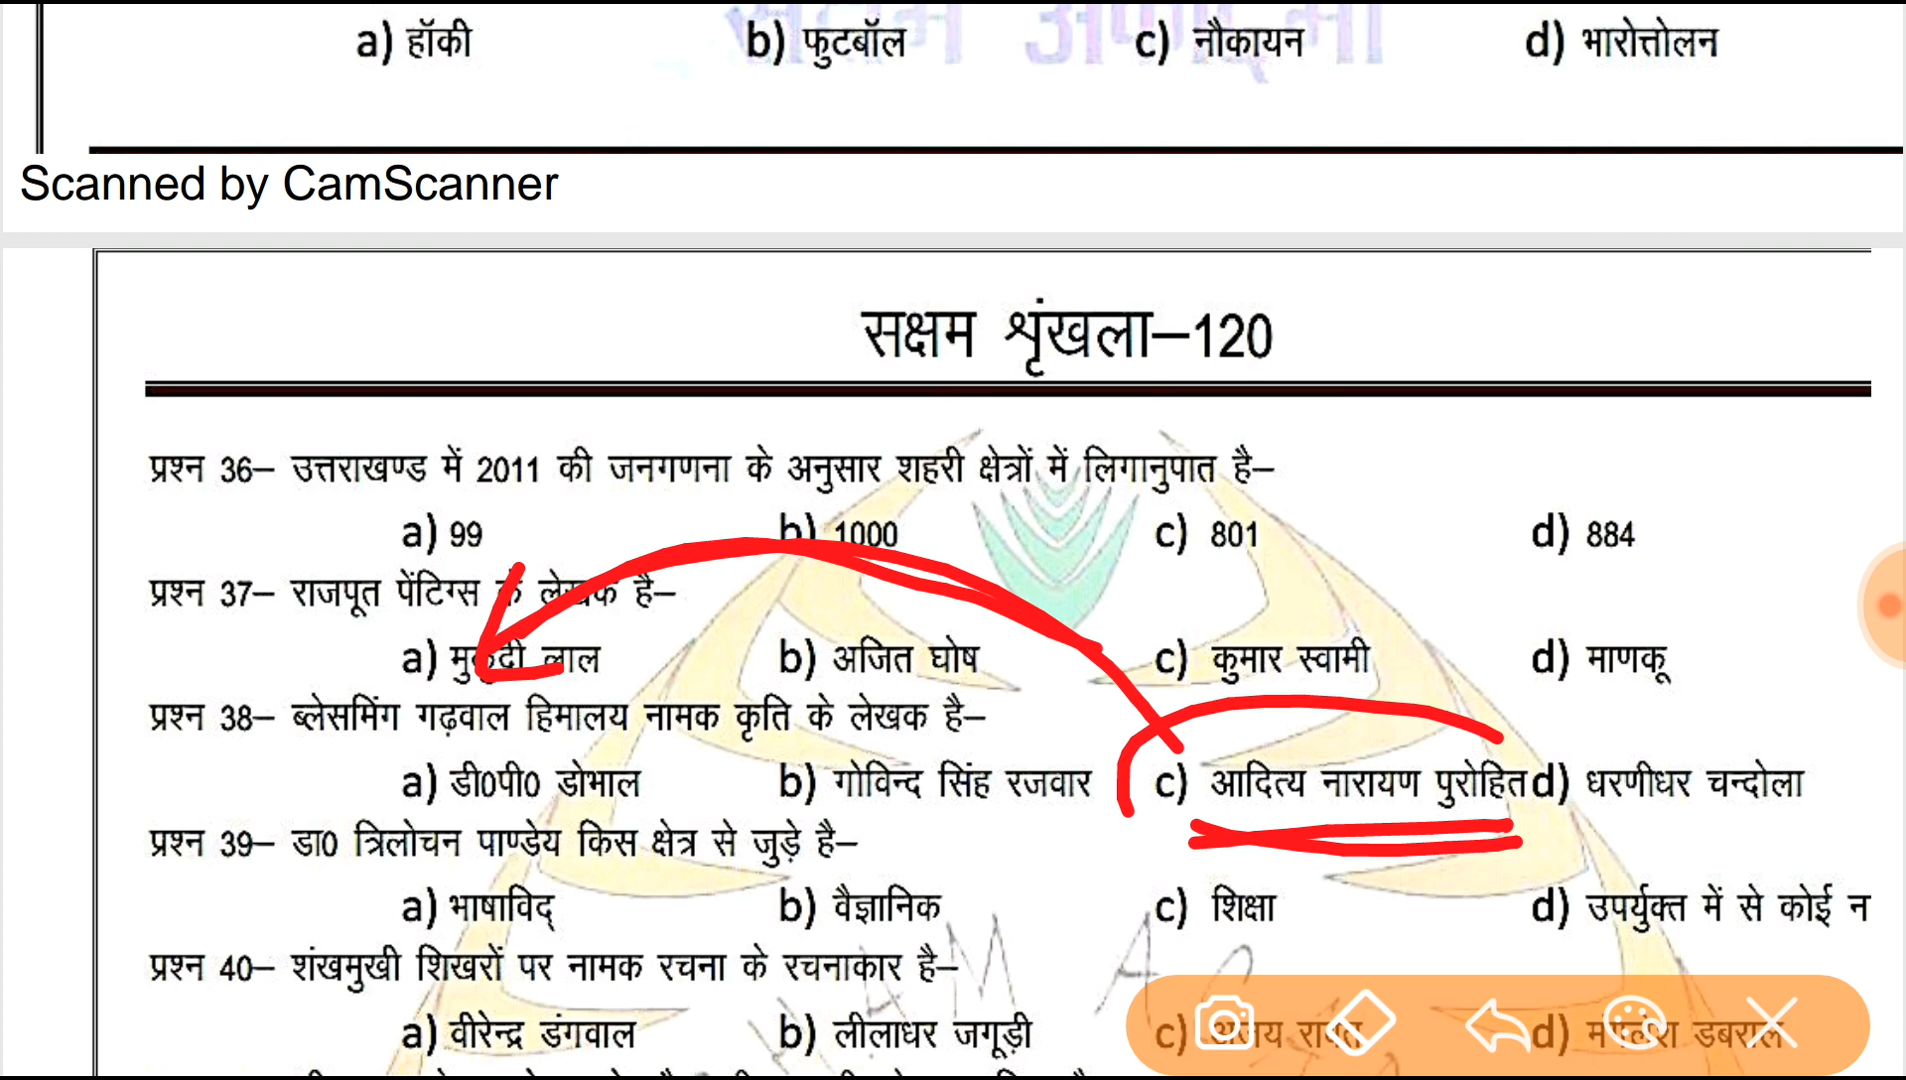 a) हॉकी b) फुटबॉल c) नौकायन d) भारोत्तोलन
Scanned by CamScanner
सक्षम श्रृंखला–120
प्रश्न 36– उत्तराखण्ड में 2011 की जनगणना के अनुसार शहरी क्षेत्रों में लिगानुपात है–
a) 99 b) 1000 c) 801 d) 884
प्रश्न 37– राजपूत पेंटिग्स के लेखक है–
a) मुकुदी लाल b) अजित घोष c) कुमार स्वामी d) माणकू
प्रश्न 38– ब्लेसमिंग गढ़वाल हिमालय नामक कृति के लेखक है–
a) डी0पी0 डोभाल b) गोविन्द सिंह रजवार c) आदित्य नारायण पुरोहित d) धरणीधर चन्दोला
प्रश्न 39– डा0 त्रिलोचन पाण्डेय किस क्षेत्र से जुड़े है–
a) भाषाविद् b) वैज्ञानिक c) शिक्षा d) उपर्युक्त में से कोई न
प्रश्न 40– शंखमुखी शिखरों पर नामक रचना के रचनाकार है–
a) वीरेन्द्र डंगवाल b) लीलाधर जगूड़ी c) रावत d) डबराल